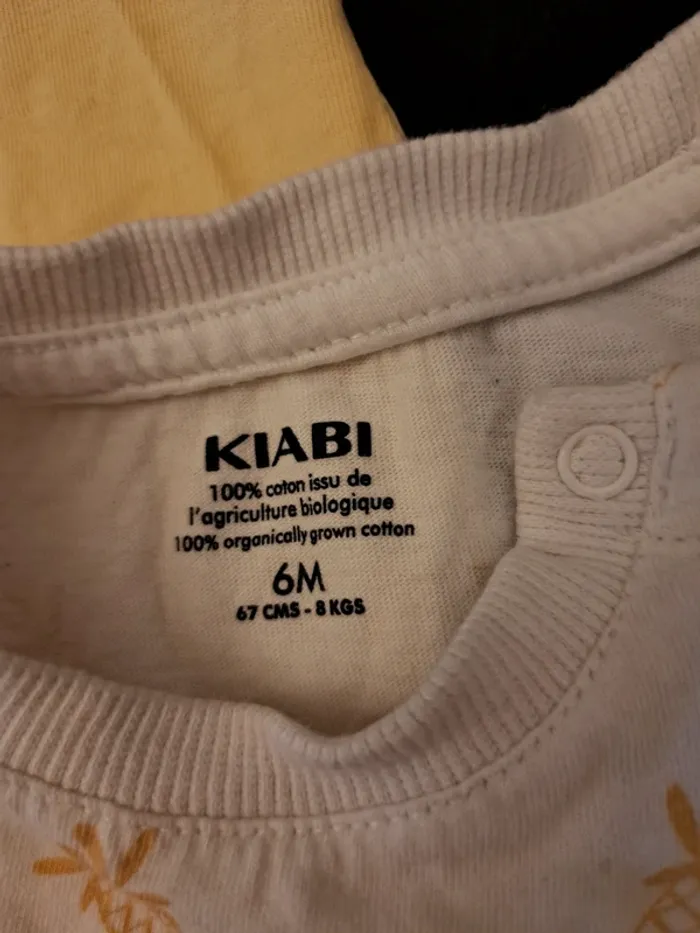 KIABI
100% coton issu de
l'agriculture biologique
100% organically grown cotton
6M
67 CMS - 8 KGS